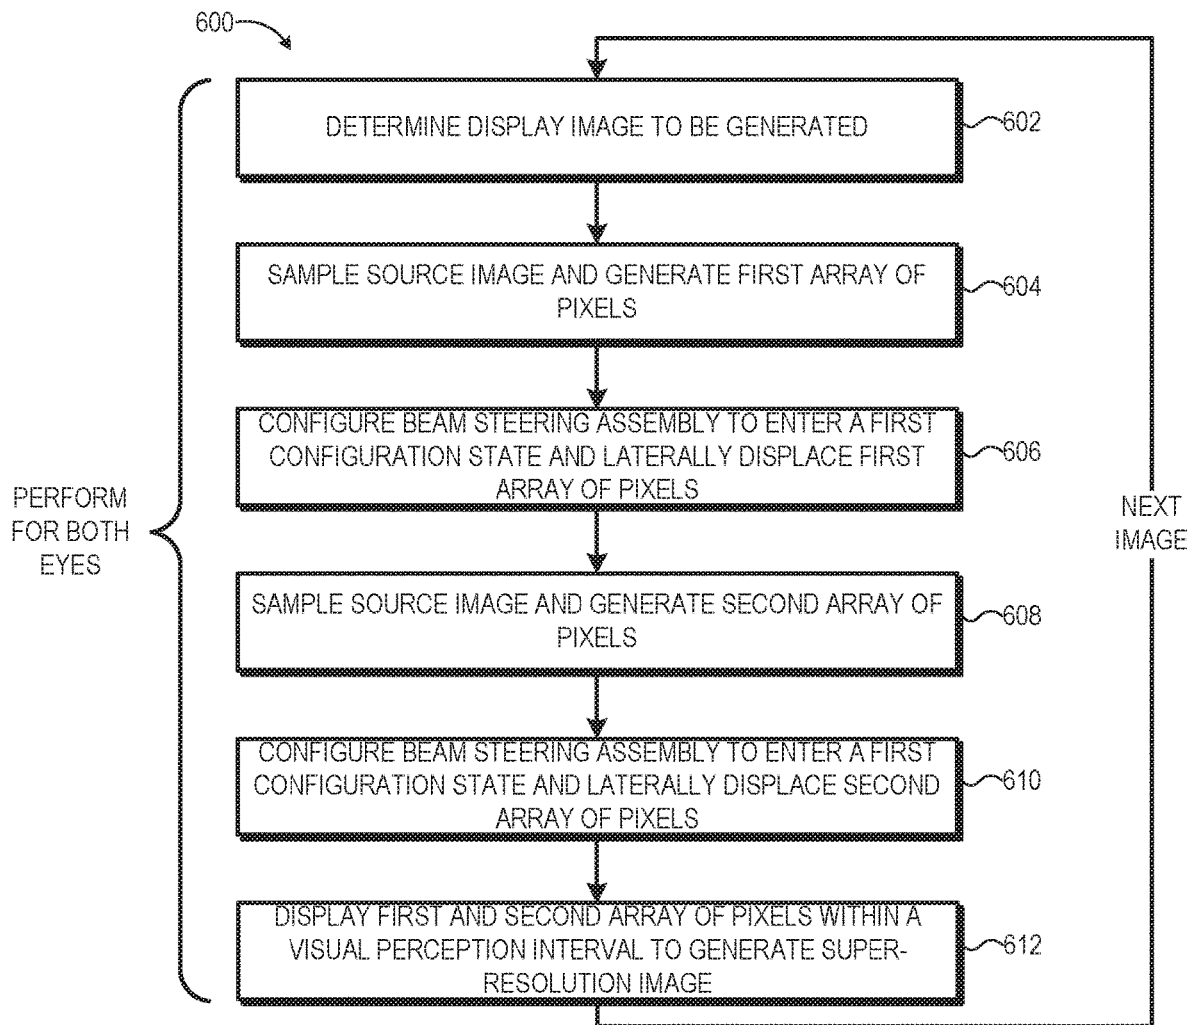 600
DETERMINE DISPLAY IMAGE TO BE GENERATED
602
SAMPLE SOURCE IMAGE AND GENERATE FIRST ARRAY OF
PIXELS
604
CONFIGURE BEAM STEERING ASSEMBLY TO ENTER A FIRST
CONFIGURATION STATE AND LATERALLY DISPLACE FIRST
ARRAY OF PIXELS
606
PERFORM
FOR BOTH
EYES
NEXT
IMAGE
SAMPLE SOURCE IMAGE AND GENERATE SECOND ARRAY OF
PIXELS
608
CONFIGURE BEAM STEERING ASSEMBLY TO ENTER A FIRST
CONFIGURATION STATE AND LATERALLY DISPLACE SECOND
ARRAY OF PIXELS
610
DISPLAY FIRST AND SECOND ARRAY OF PIXELS WITHIN A
VISUAL PERCEPTION INTERVAL TO GENERATE SUPER-
RESOLUTION IMAGE
612